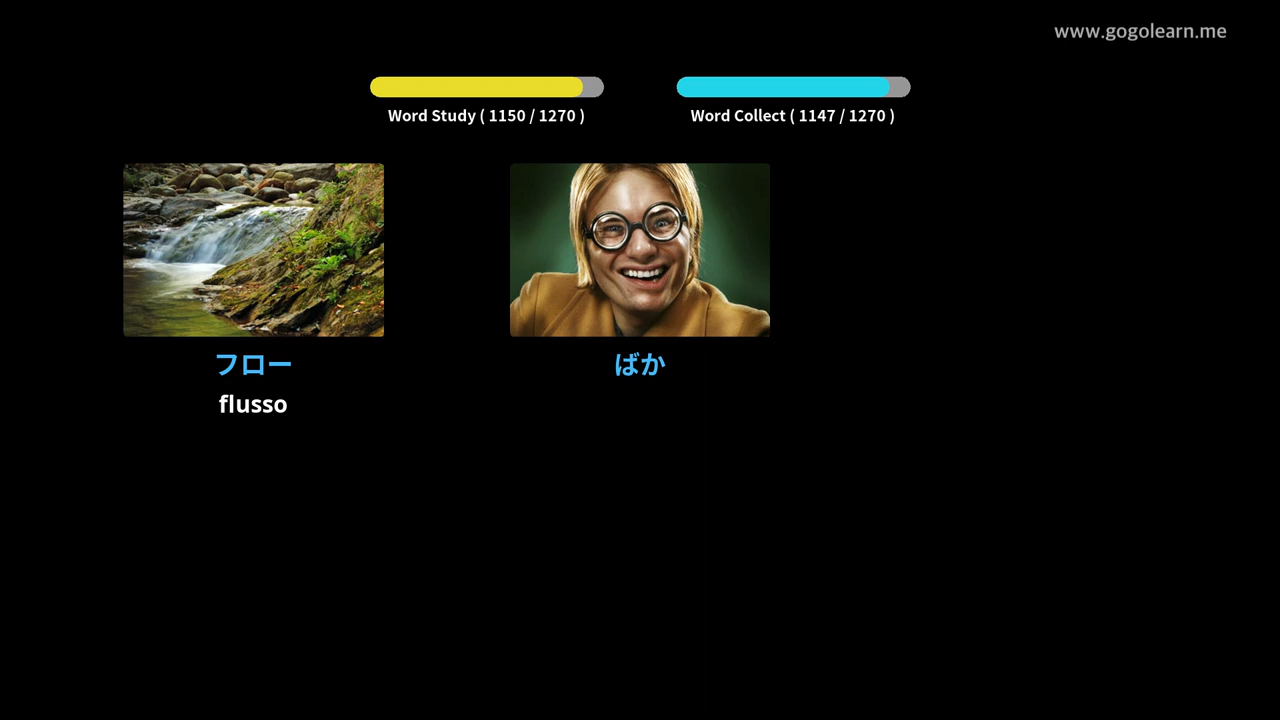 www.gogolearn.me
Word Study ( 1150 / 1270 )
Word Collect ( 1147 / 1270 )
フロー
ばか
flusso